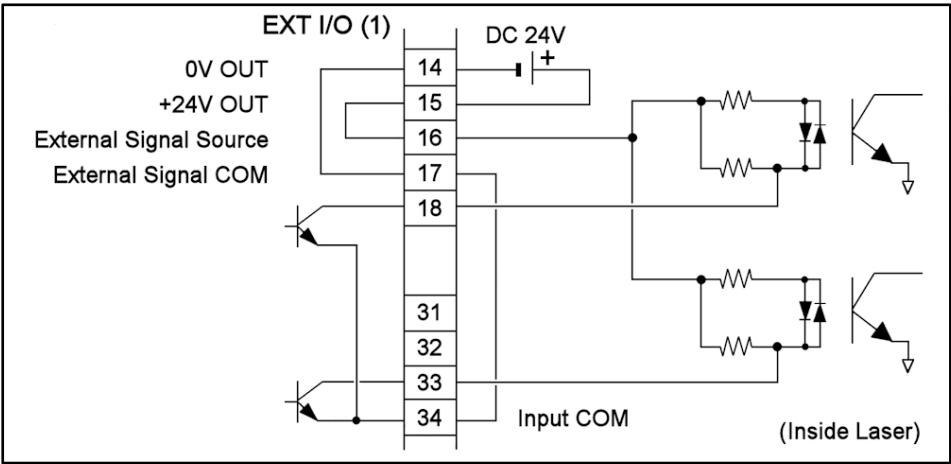 EXT I/O (1)
DC 24V
+
0V OUT
14
+24V OUT
15
External Signal Source
16
External Signal COM
17
18
31
32
33
34
Input COM
(Inside Laser)